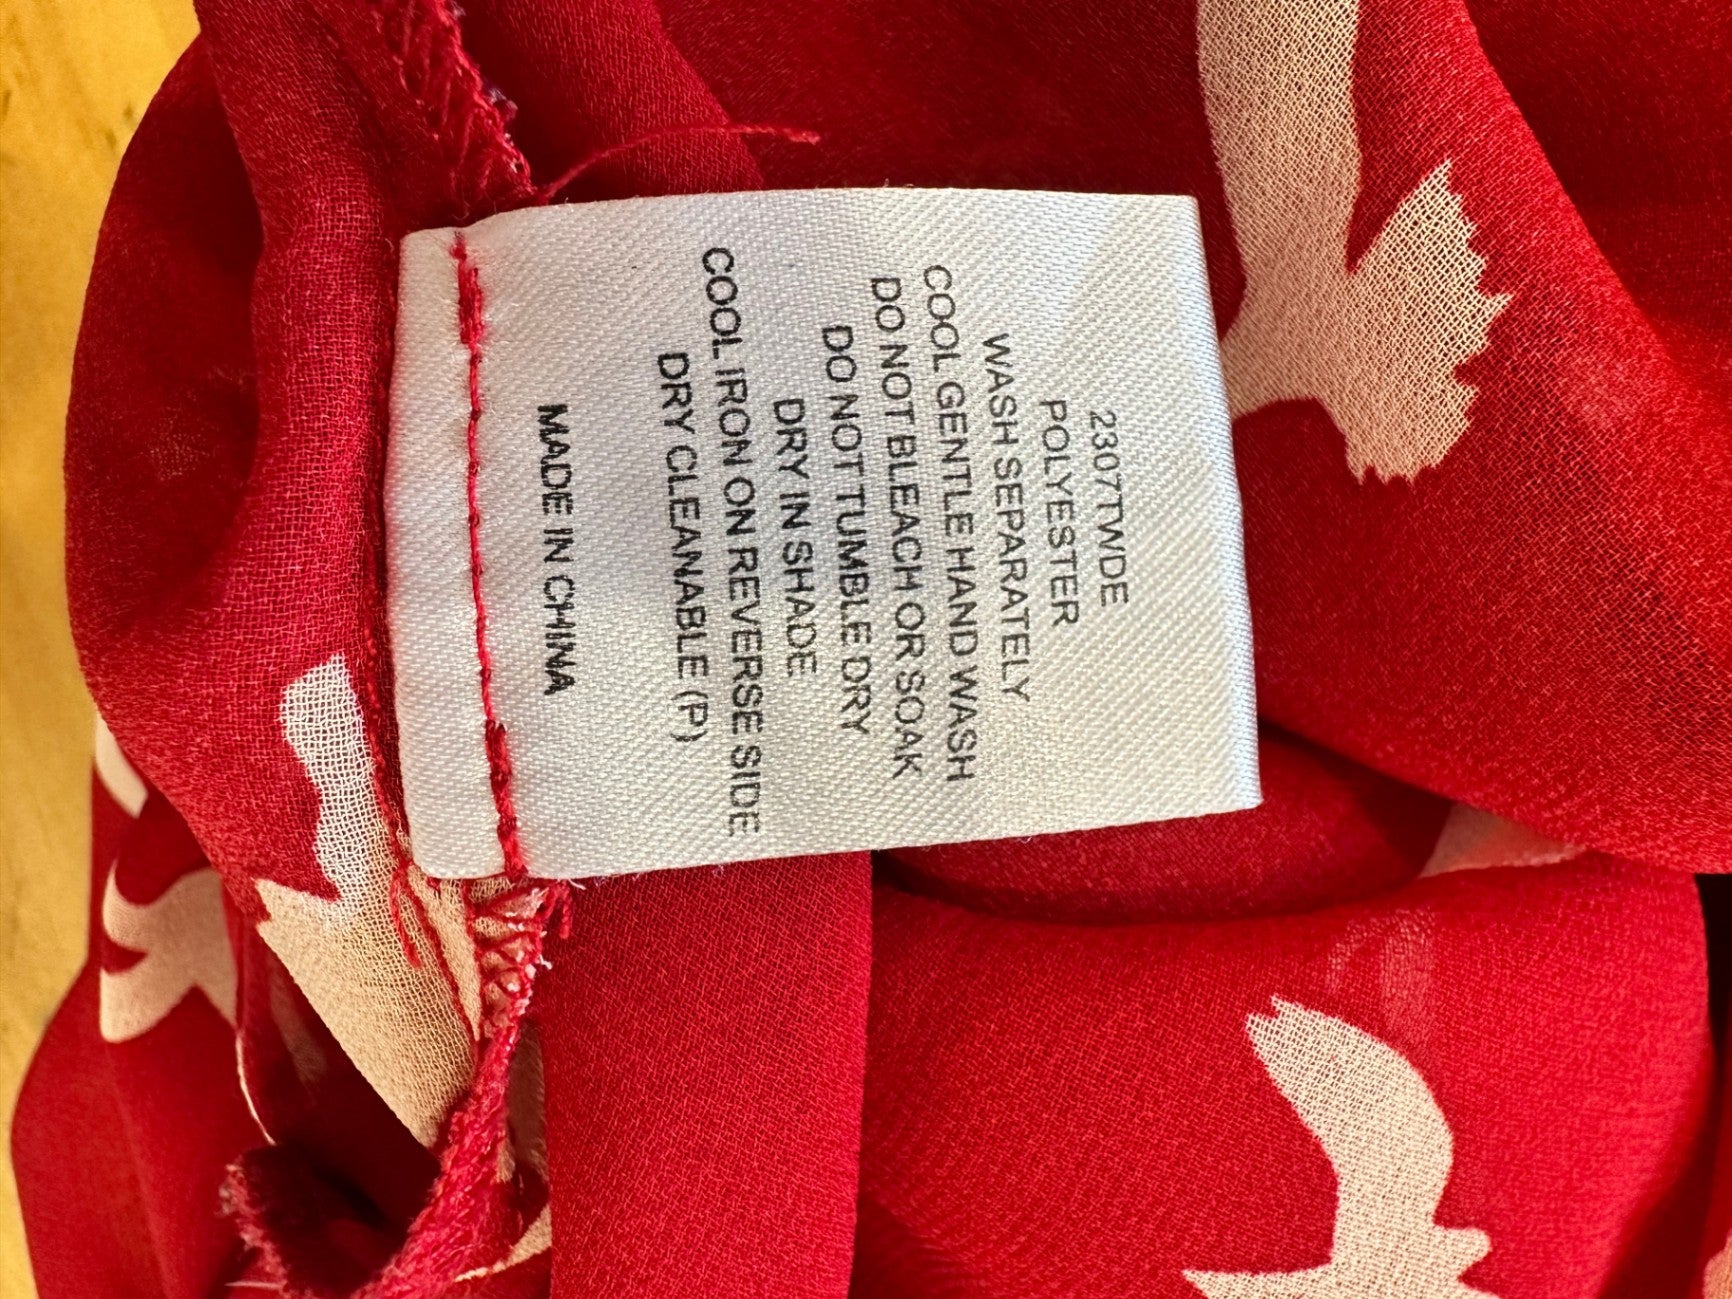 2307TWDE
POLYESTER
WASH SEPARATELY
COOL GENTLE HAND WASH
DO NOT BLEACH OR SOAK
DO NOT TUMBLE DRY
DRY IN SHADE
COOL IRON ON REVERSE SIDE
DRY CLEANABLE (P)
MADE IN CHINA